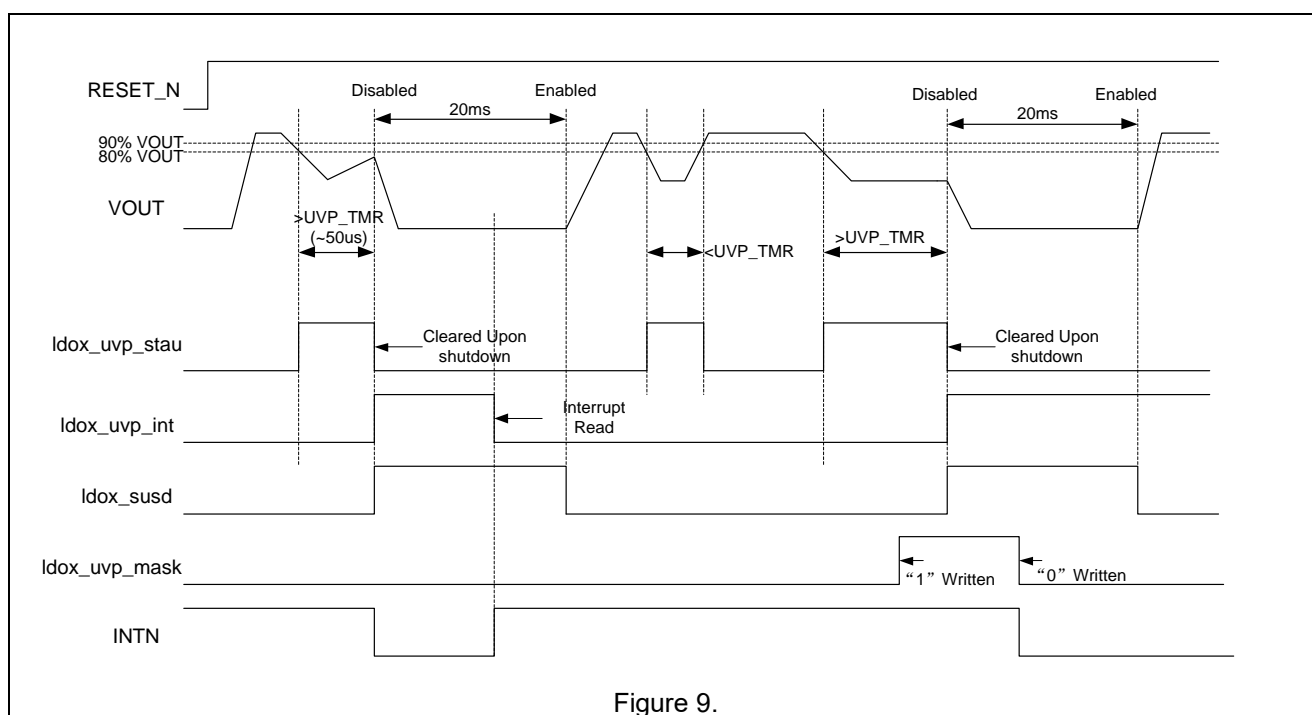 RESET_N
Disabled
Enabled
Disabled
Enabled
20ms
20ms
90% VOUT
80% VOUT
VOUT
>UVP_TMR
(~50us)
<UVP_TMR
>UVP_TMR
ldox_uvp_stau
Cleared Upon
shutdown
Cleared Upon
shutdown
ldox_uvp_int
Interrupt
Read
ldox_susd
ldox_uvp_mask
“1” Written
“0” Written
INTN
Figure 9.